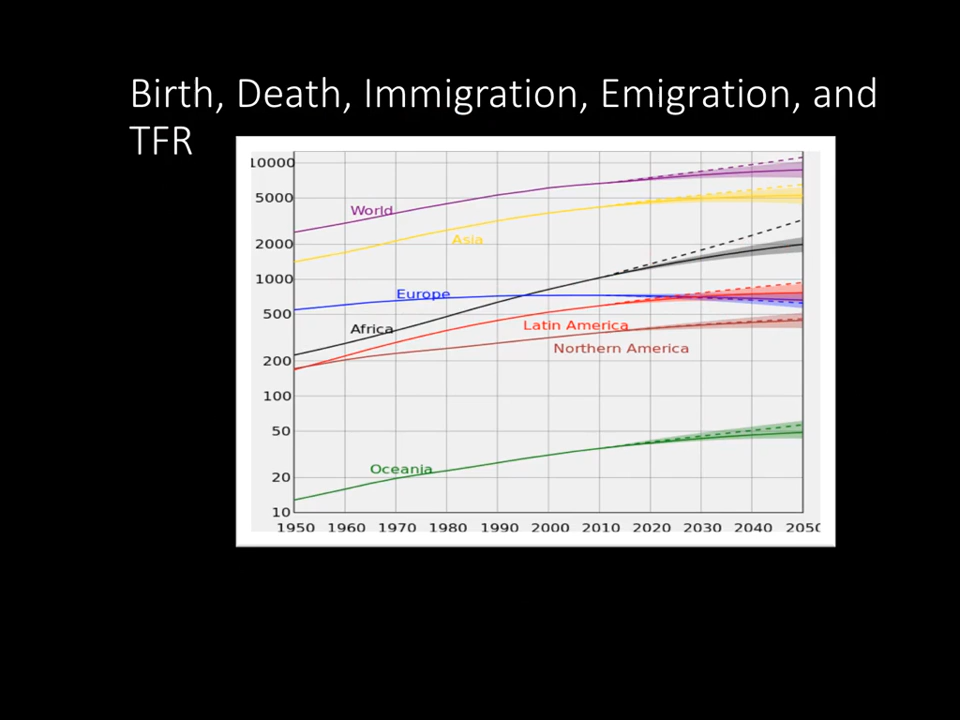 Birth, Death, Immigration, Emigration, and
TFR
10000
5000
World
Asia
2000
1000
Europe
500
Africa
Latin America
Northern America
200
100
50
Oceania
20
10
1950 1960 1970 1980 1990 2000 2010 2020 2030 2040 2050